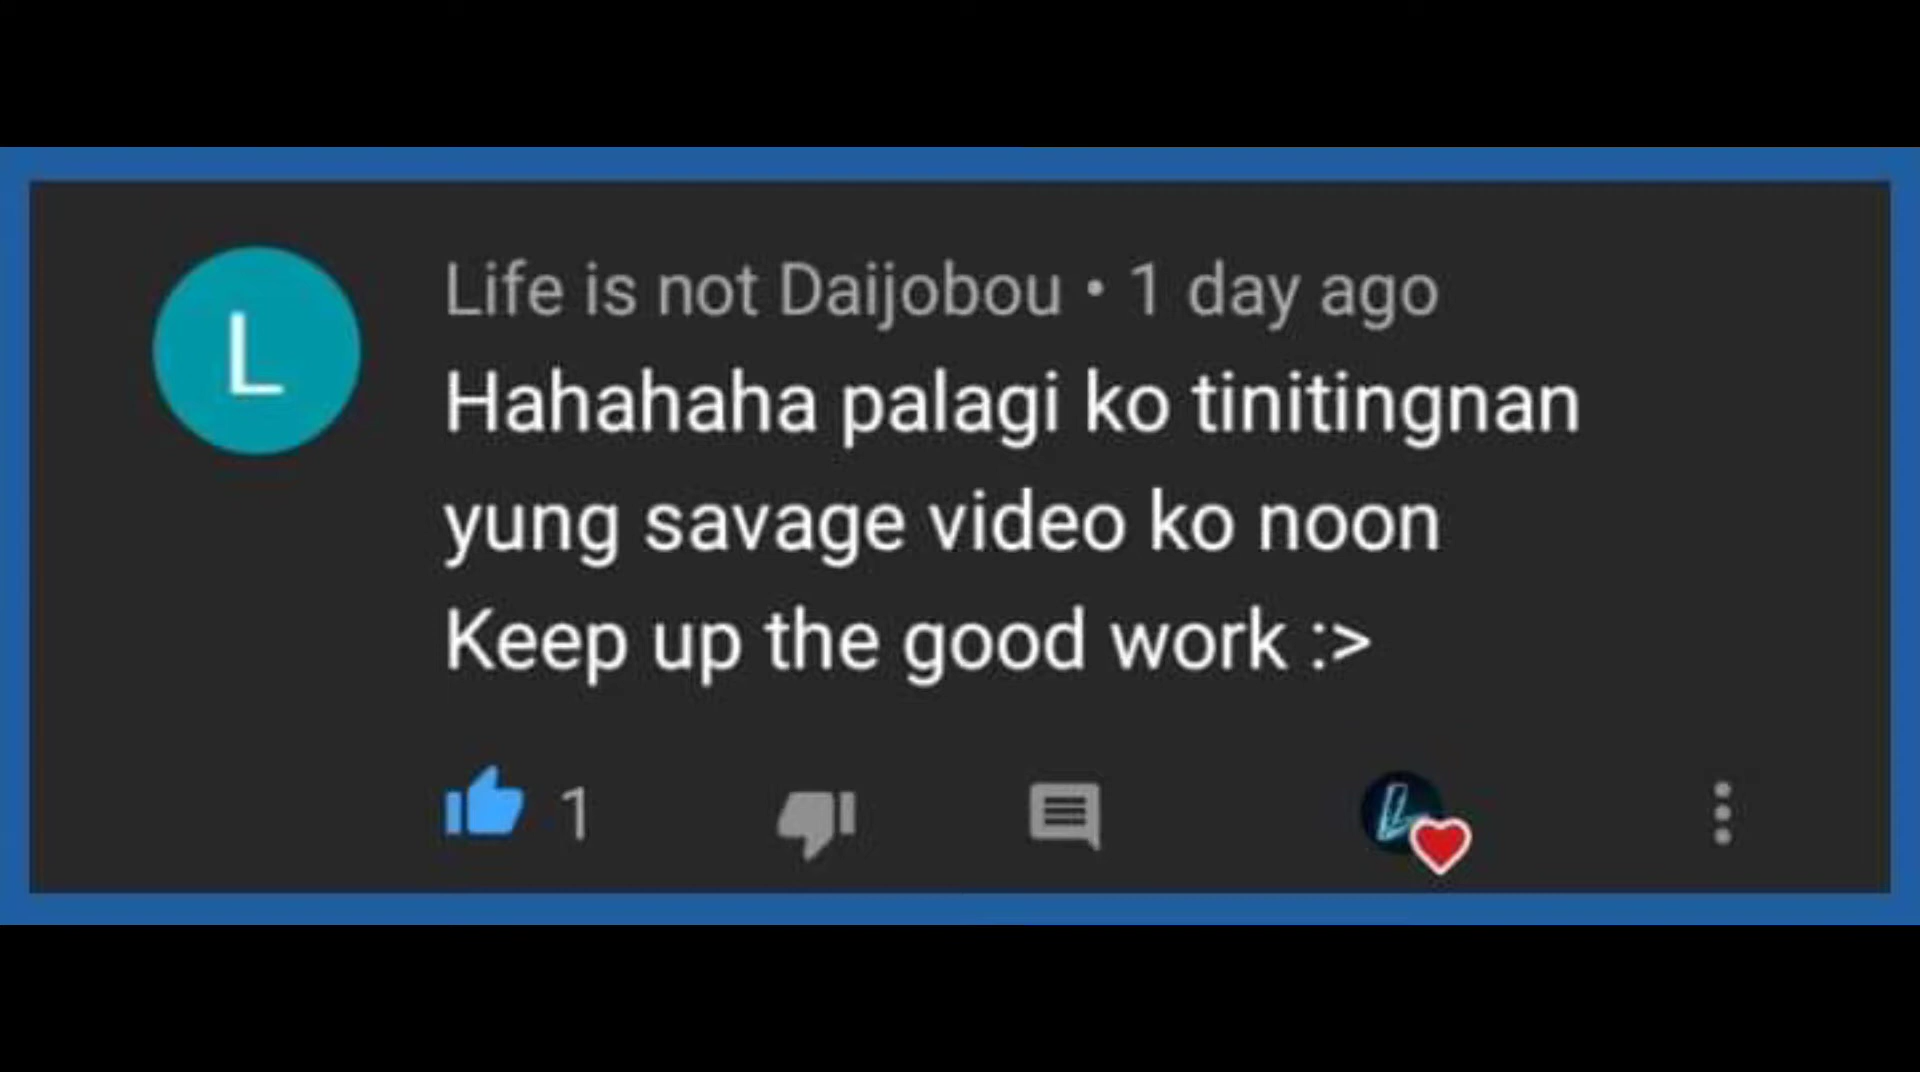 L
Life is not Daijobou • 1 day ago
Hahahaha palagi ko tinitingnan
yung savage video ko noon
Keep up the good work :>
1
L